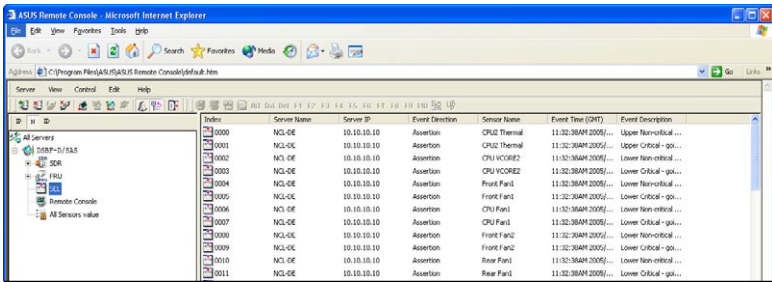 ASUS Remote Console - Microsoft Internet Explorer
File Edit View Favorites Tools Help
Back Search Favorites Media
Address C:\Program Files\ASUS\ASUS Remote Console\default.htm Go Links »
Server View Control Edit Help
Alt Del F1 F2 F3 F4 F5 F6 F7 F8 F9 F10
IP N ID
All Servers
DSBF-D/SAS
SDR
FRU
SEL
Remote Console
All Sensors value
Index Server Name Server IP Event Direction Sensor Name Event Time (GMT) Event Description
0000 NCL-DE 10.10.10.10 Assertion CPU2 Thermal 11:32:38AM 2005/... Upper Non-critical ...
0001 NCL-DE 10.10.10.10 Assertion CPU2 Thermal 11:32:38AM 2005/... Upper Critical - goi...
0002 NCL-DE 10.10.10.10 Assertion CPU VCORE2 11:32:38AM 2005/... Lower Non-critical ...
0003 NCL-DE 10.10.10.10 Assertion CPU VCORE2 11:32:38AM 2005/... Lower Critical - goi...
0004 NCL-DE 10.10.10.10 Assertion Front Fan1 11:32:38AM 2005/... Lower Non-critical ...
0005 NCL-DE 10.10.10.10 Assertion Front Fan1 11:32:38AM 2005/... Lower Critical - goi...
0006 NCL-DE 10.10.10.10 Assertion CPU Fan1 11:32:38AM 2005/... Lower Non-critical ...
0007 NCL-DE 10.10.10.10 Assertion CPU Fan1 11:32:38AM 2005/... Lower Critical - goi...
0008 NCL-DE 10.10.10.10 Assertion Front Fan2 11:32:38AM 2005/... Lower Non-critical ...
0009 NCL-DE 10.10.10.10 Assertion Front Fan2 11:32:38AM 2005/... Lower Critical - goi...
0010 NCL-DE 10.10.10.10 Assertion Rear Fan1 11:32:38AM 2005/... Lower Non-critical ...
0011 NCL-DE 10.10.10.10 Assertion Rear Fan1 11:32:38AM 2005/... Lower Critical - goi...